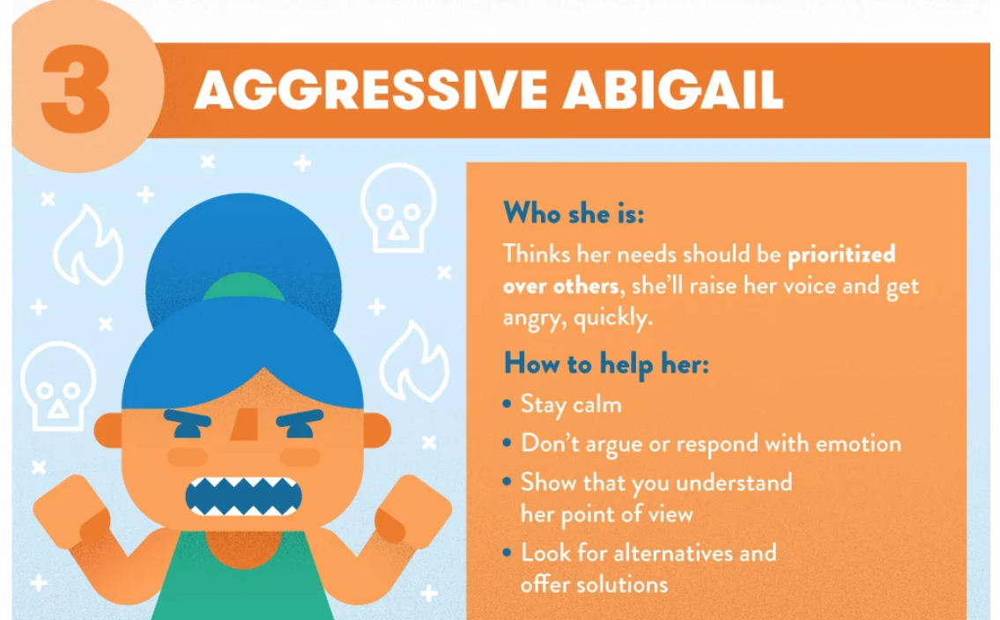 3
AGGRESSIVE ABIGAIL
Who she is:
Thinks her needs should be prioritized
over others, she'll raise her voice and get
angry, quickly.
How to help her:
• Stay calm
• Don't argue or respond with emotion
• Show that you understand
her point of view
• Look for alternatives and
offer solutions